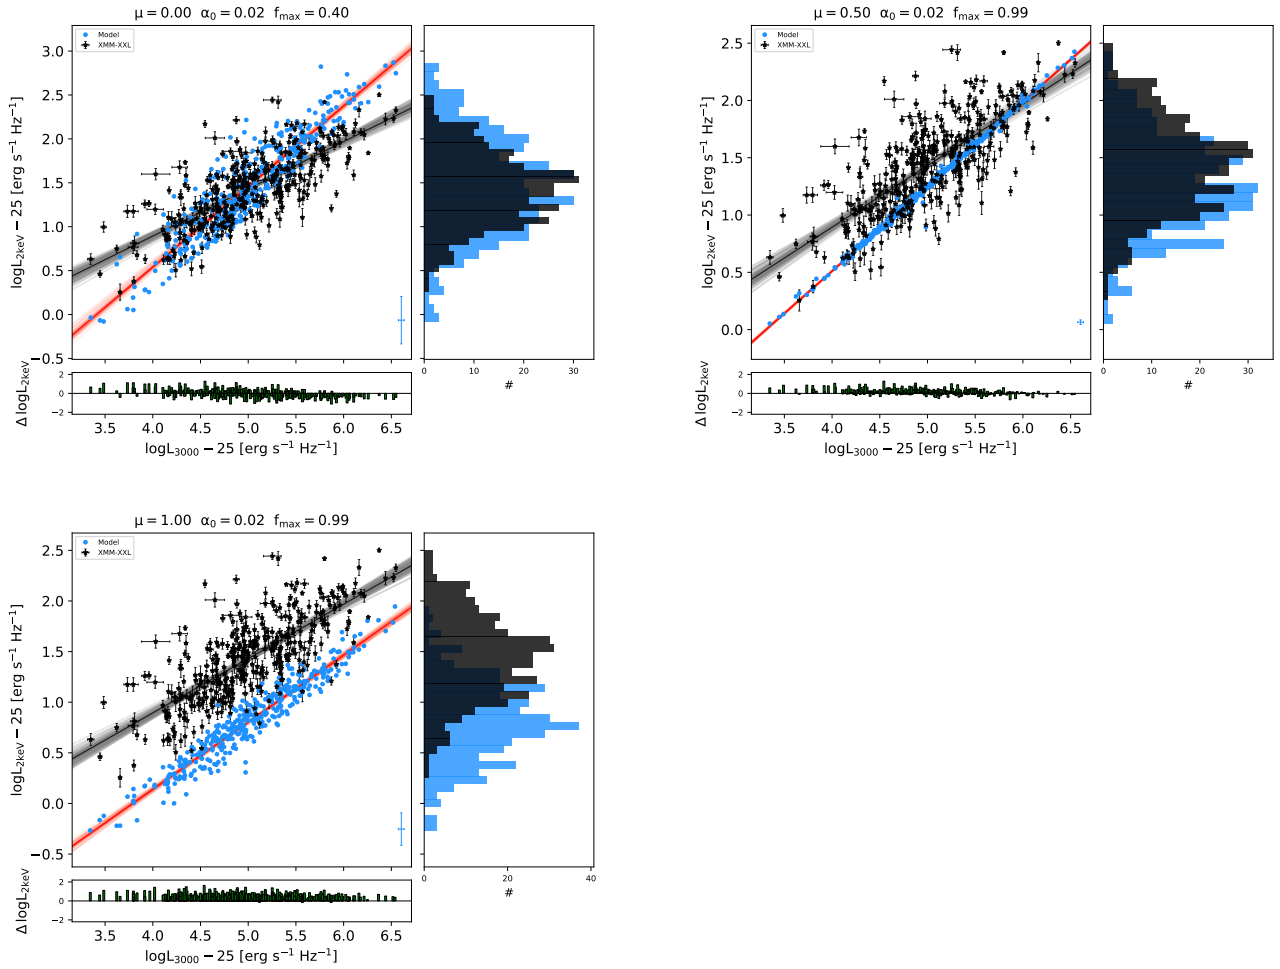 μ = 0.00 α₀ = 0.02 f_max = 0.40
Model
XMM-XXL
logL_2keV − 25 [erg s⁻¹ Hz⁻¹]
3.0
2.5
2.0
1.5
1.0
0.5
0.0
−0.5
0 10 20 30
#
Δ logL_2keV
2
0
−2
3.5 4.0 4.5 5.0 5.5 6.0 6.5
logL_3000 − 25 [erg s⁻¹ Hz⁻¹]
μ = 0.50 α₀ = 0.02 f_max = 0.99
Model
XMM-XXL
logL_2keV − 25 [erg s⁻¹ Hz⁻¹]
2.5
2.0
1.5
1.0
0.5
0.0
0 10 20 30
#
Δ logL_2keV
2
0
−2
3.5 4.0 4.5 5.0 5.5 6.0 6.5
logL_3000 − 25 [erg s⁻¹ Hz⁻¹]
μ = 1.00 α₀ = 0.02 f_max = 0.99
Model
XMM-XXL
logL_2keV − 25 [erg s⁻¹ Hz⁻¹]
2.5
2.0
1.5
1.0
0.5
0.0
−0.5
0 20 40
#
Δ logL_2keV
2
0
−2
3.5 4.0 4.5 5.0 5.5 6.0 6.5
logL_3000 − 25 [erg s⁻¹ Hz⁻¹]